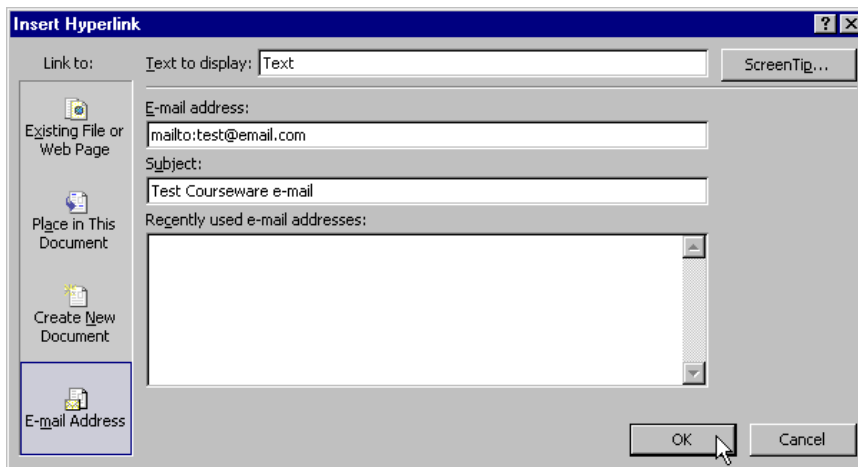 Insert Hyperlink
Link to:
Text to display: Text
ScreenTip...
Existing File or
Web Page
Place in This
Document
Create New
Document
E-mail Address
E-mail address:
mailto:test@email.com
Subject:
Test Courseware e-mail
Recently used e-mail addresses:
OK
Cancel